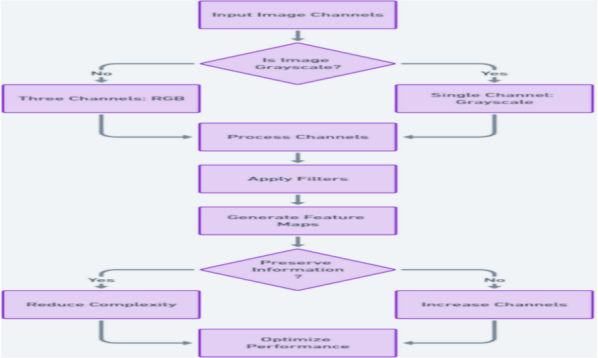 Input Image Channels
Is Image
Grayscale?
No
Yes
Three Channels: RGB
Single Channel:
Grayscale
Process Channels
Apply Filters
Generate Feature
Maps
Preserve
Information
?
Yes
No
Reduce Complexity
Increase Channels
Optimize
Performance